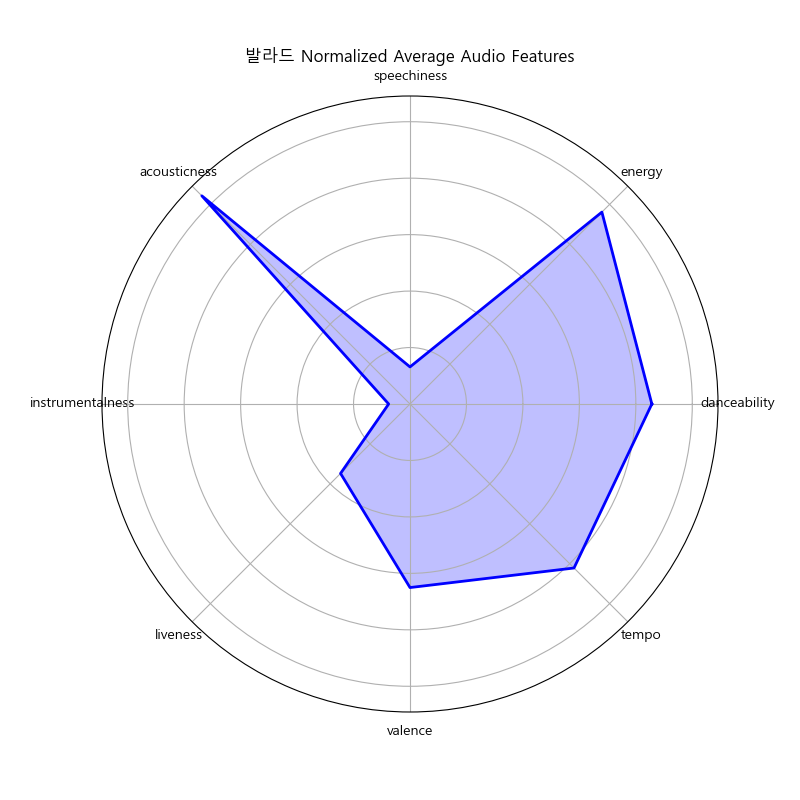 발라드 Normalized Average Audio Features
speechiness
acousticness
energy
instrumentalness
danceability
liveness
tempo
valence